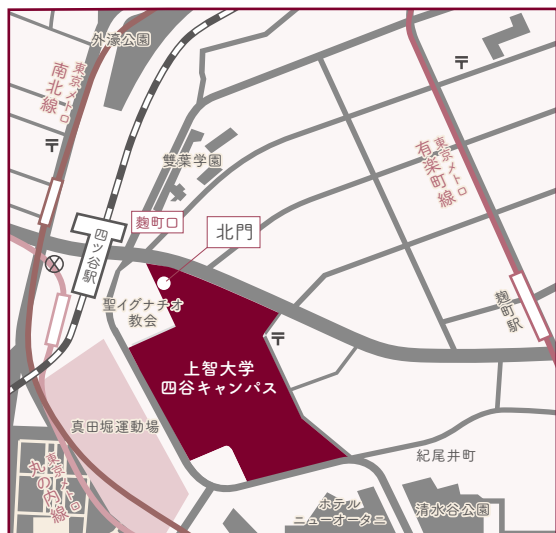 外濠公園
東京メトロ
南北線
〒
〒
雙葉学園
東京メトロ
有楽町線
麹町口
北門
四ツ谷駅
聖イグナチオ
教会
麹町駅
〒
上智大学
四谷キャンパス
真田堀運動場
東京メトロ
丸の内線
紀尾井町
ホテル
ニューオータニ
清水谷公園